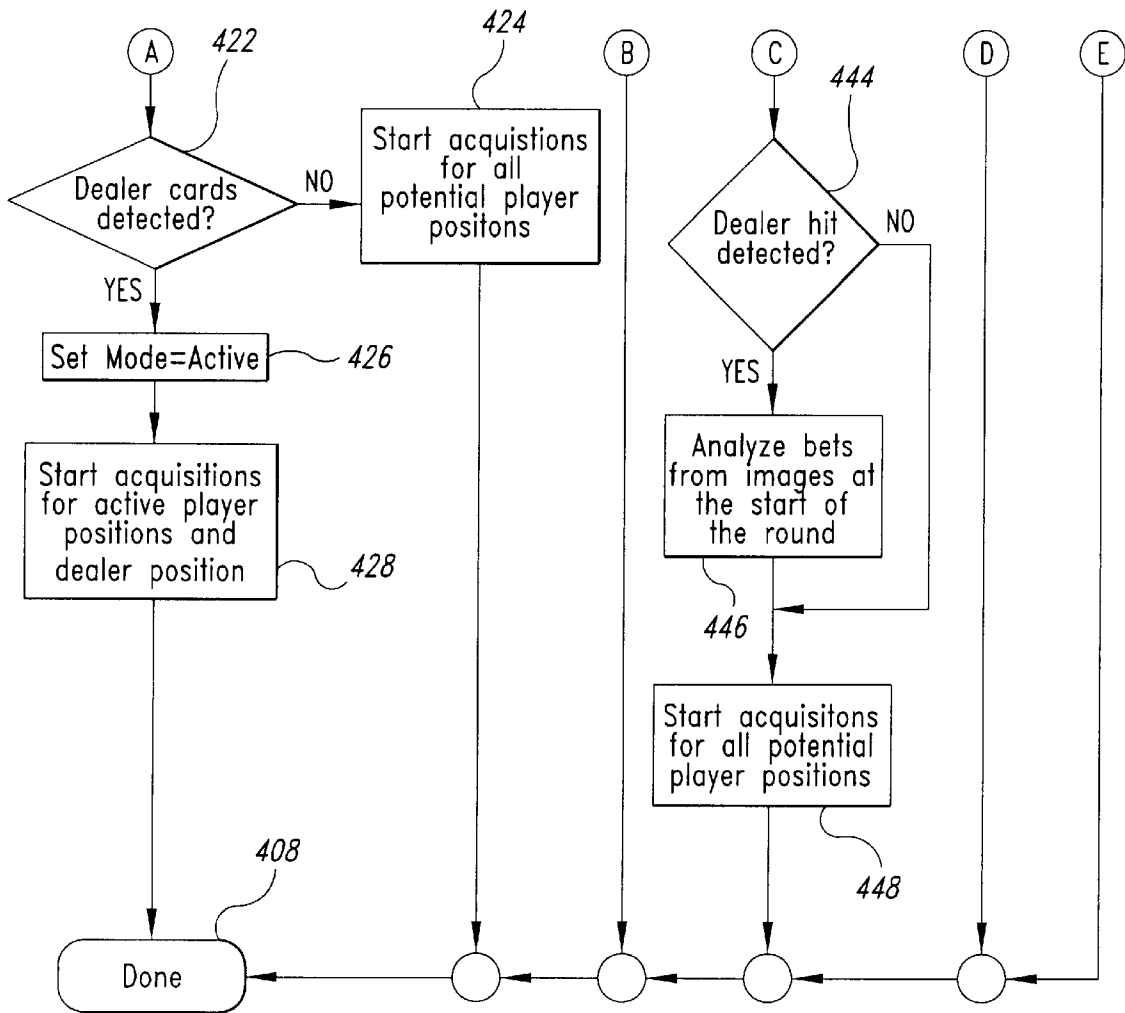 A
422
424
B
C
D
E
444
Dealer cards
detected?
NO
Start acquistions
for all
potential player
positons
Dealer hit
detected?
NO
YES
Set Mode=Active
426
YES
Start acquisitions
for active player
positions and
dealer position
428
Analyze bets
from images at
the start of
the round
446
Start acquisitons
for all potential
player positions
448
408
Done